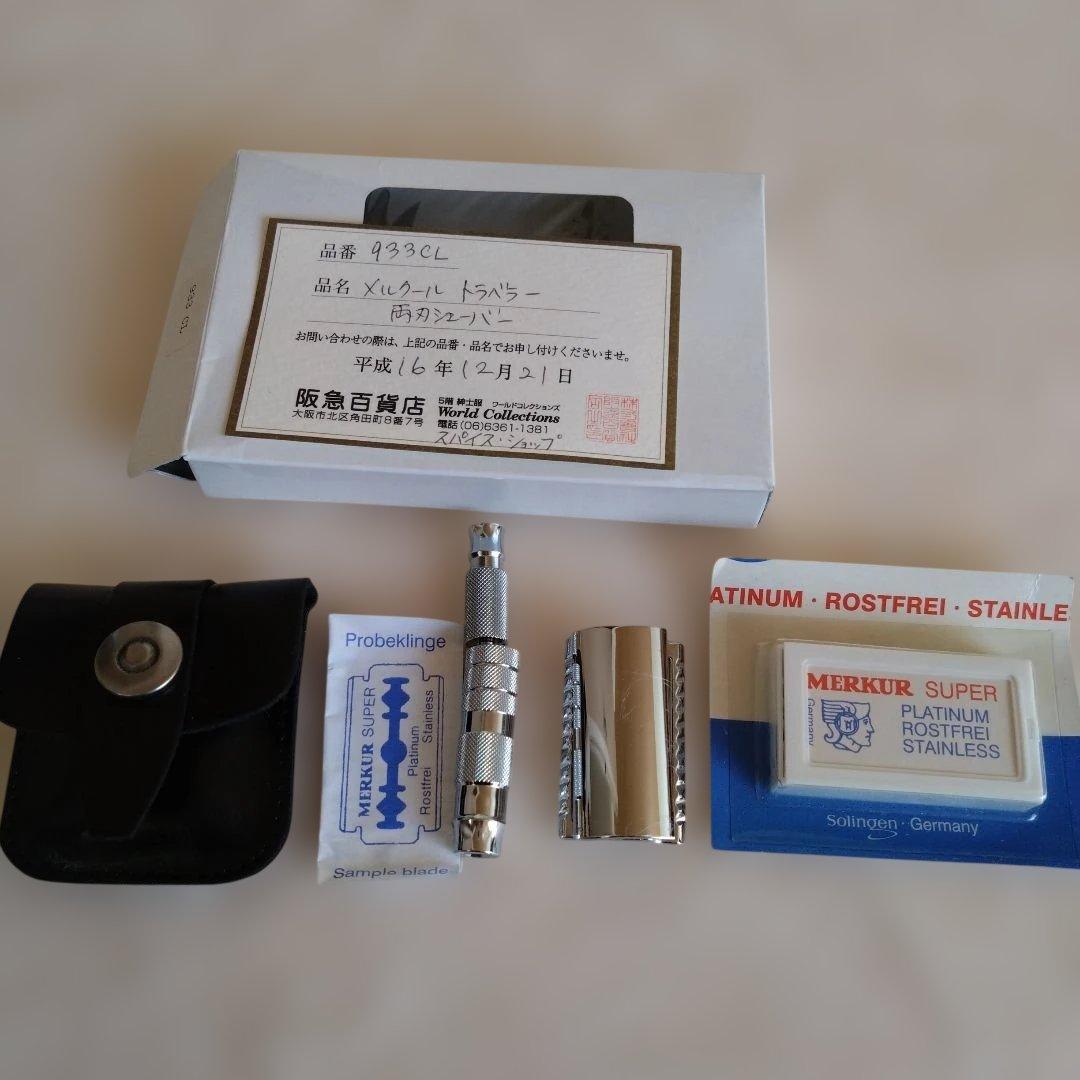 品番 933CL
品名 メルクール トラベラー
両刃シェーバー
お問い合わせの際は、上記の品番・品名でお申し付けくださいませ。
平成16年12月21日
阪急百貨店
大阪市北区角田町8番7号
5階 紳士服 ワールドコレクションズ
World Collections
電話(06)6361-1381
スパイス・ショップ
933 CL
Probeklinge
MERKUR SUPER
Platinum
Rostfrei Stainless
Sample blade
ATINUM · ROSTFREI · STAINLE
MERKUR SUPER
PLATINUM
ROSTFREI
STAINLESS
Germany
Solingen · Germany